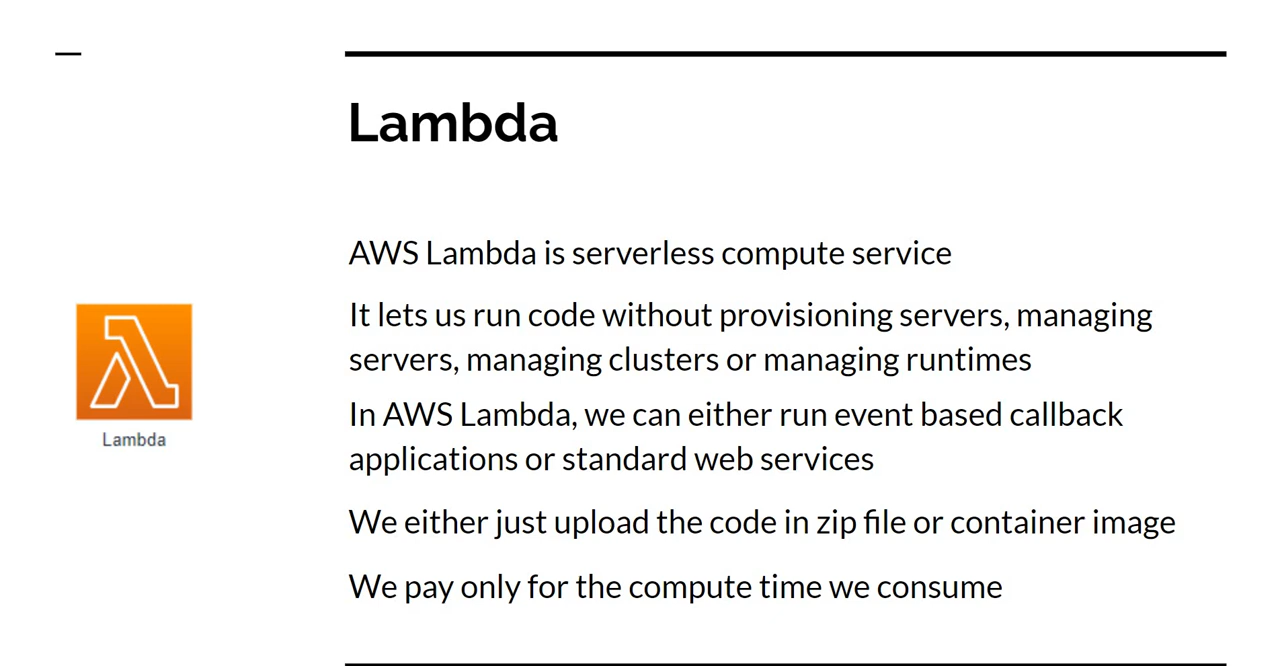 Lambda
AWS Lambda is serverless compute service
It lets us run code without provisioning servers, managing
servers, managing clusters or managing runtimes
In AWS Lambda, we can either run event based callback
applications or standard web services
We either just upload the code in zip file or container image
We pay only for the compute time we consume
Lambda